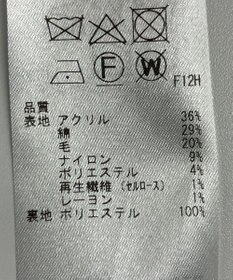 F W F12H
品質
表地 アクリル 36%
綿 29%
毛 20%
ナイロン 9%
ポリエステル 4%
再生繊維 (セルロース) 1%
レーヨン 1%
裏地 ポリエステル 100%